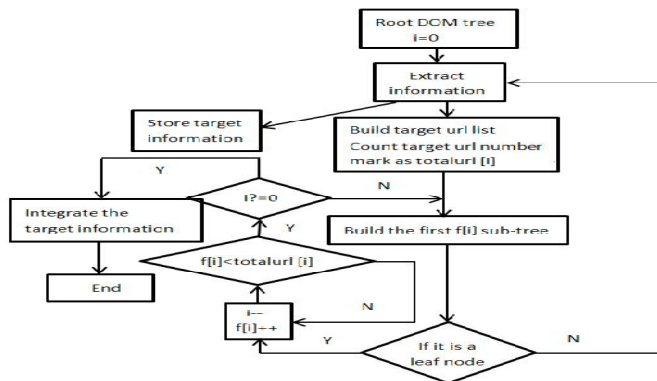 Root DOM tree
i=0
Extract
information
Store target
information
Build target url list
Count target url number
mark as totalurl [i]
Y
i?=0
N
Integrate the
target information
Build the first f[i] sub-tree
Y
f[i]<totalurl [i]
End
i--
f[i]++
N
Y
If it is a
leaf node
N